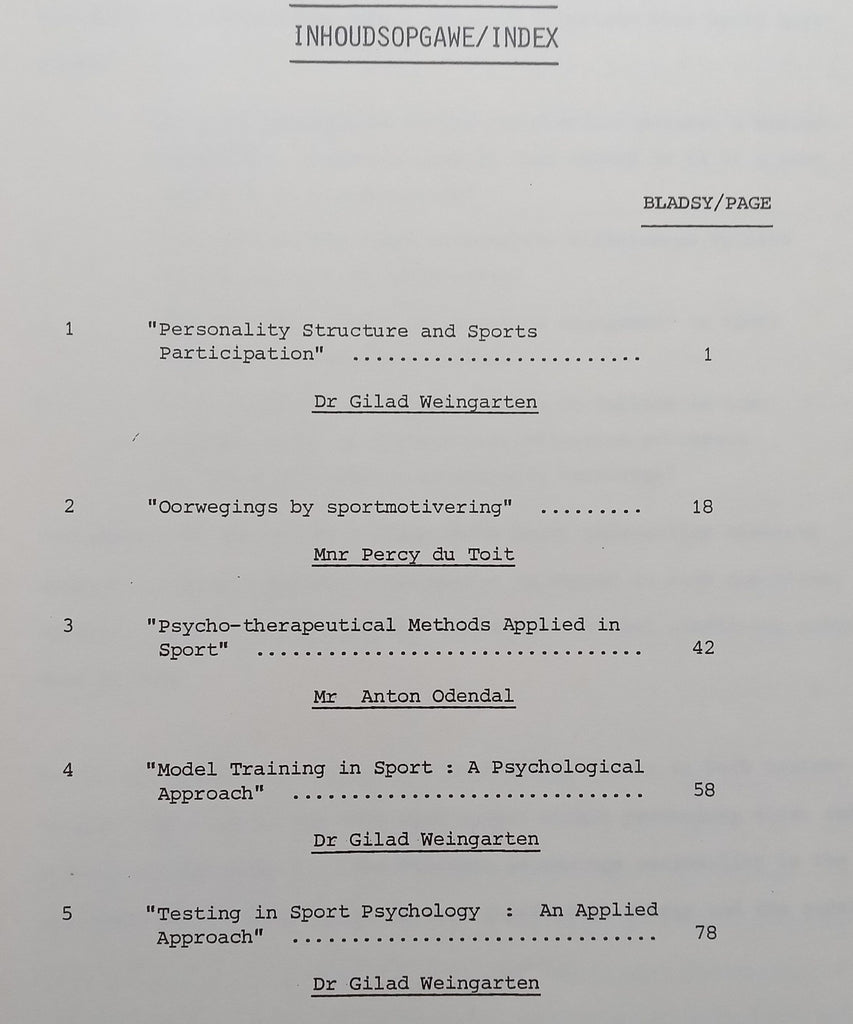 INHOUDSOPGAWE/INDEX
BLADSY/PAGE
1 "Personality Structure and Sports
Participation" ......................... 1
Dr Gilad Weingarten
2 "Oorwegings by sportmotivering" ......... 18
Mnr Percy du Toit
3 "Psycho-therapeutical Methods Applied in
Sport" ................................. 42
Mr Anton Odendal
4 "Model Training in Sport : A Psychological
Approach" .............................. 58
Dr Gilad Weingarten
5 "Testing in Sport Psychology : An Applied
Approach" ............................... 78
Dr Gilad Weingarten